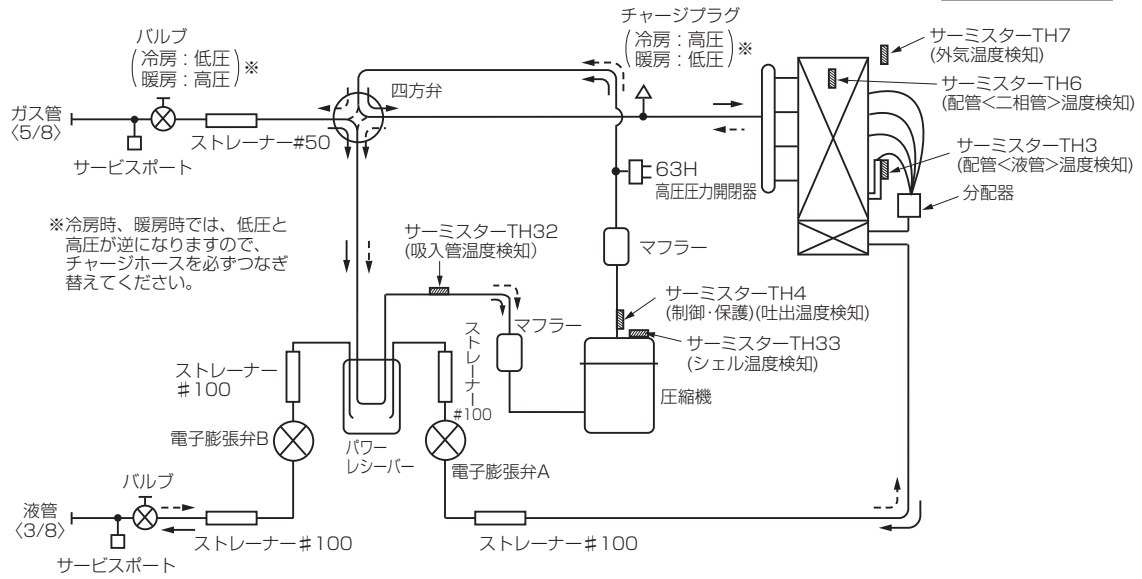 チャージプラグ
(冷房：高圧
暖房：低圧)※
バルブ
(冷房：低圧
暖房：高圧)※
サーミスターTH7
(外気温度検知)
サーミスターTH6
(配管<二相管>温度検知)
四方弁
ガス管
〈5/8〉
ストレーナー#50
サービスポート
サーミスターTH3
(配管<液管>温度検知)
分配器
63H
高圧圧力開閉器
※冷房時、暖房時では、低圧と
高圧が逆になりますので、
チャージホースを必ずつなぎ
替えてください。
サーミスターTH32
(吸入管温度検知)
マフラー
サーミスターTH4
(制御・保護)(吐出温度検知)
マフラー
サーミスターTH33
(シェル温度検知)
ストレーナー
#100
ストレーナー
＃100
圧縮機
電子膨張弁B
パワー
レシーバー
電子膨張弁A
バルブ
液管
〈3/8〉
ストレーナー＃100
ストレーナー＃100
サービスポート